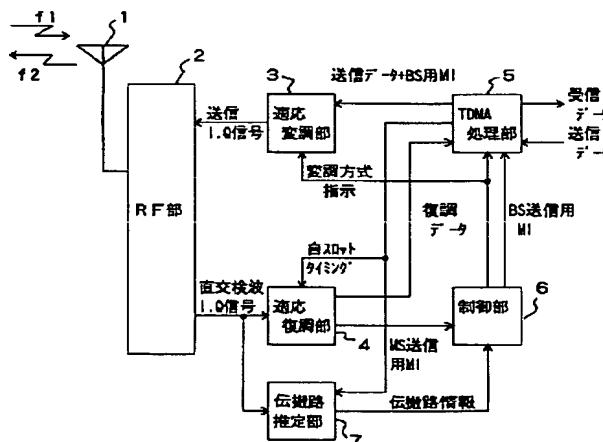 f1
f2
1
2
RF部
送信
I.Q信号
3
適応
変調部
送信データ+BS用MI
5
TDMA
処理部
受信
データ
送信
データ
変調方式
指示
復調
データ
BS送信用
MI
自スロット
タイミング
直交検波
I.Q信号
適応
復調部
4
MS送信
用MI
制御部
6
伝搬路
推定部
7
伝搬路情報